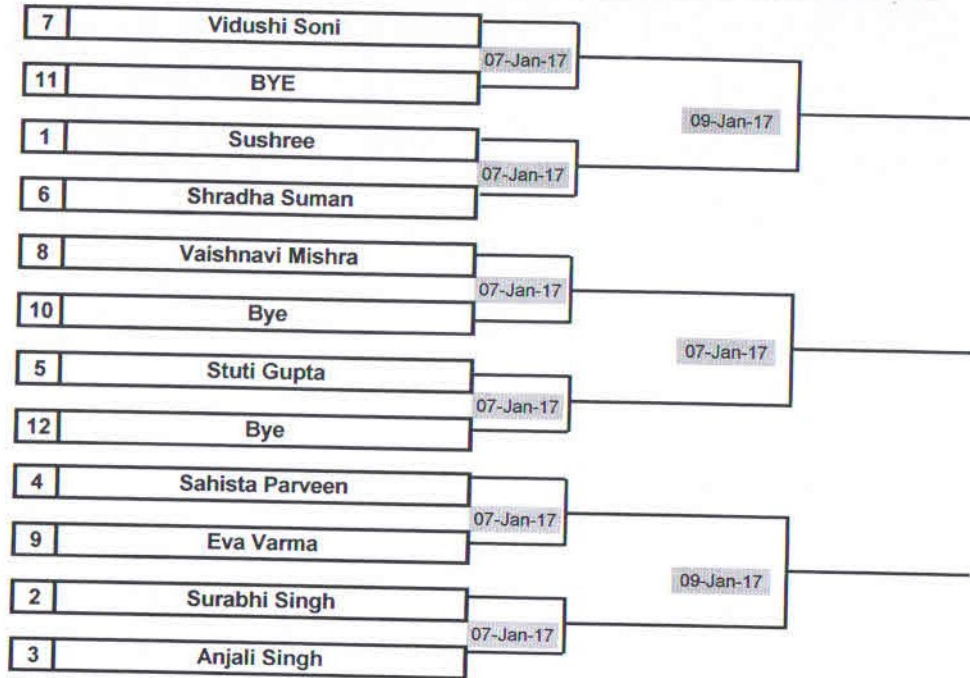 7 Vidushi Soni
07-Jan-17
11 BYE
09-Jan-17
1 Sushree
07-Jan-17
6 Shradha Suman
8 Vaishnavi Mishra
07-Jan-17
10 Bye
07-Jan-17
5 Stuti Gupta
07-Jan-17
12 Bye
4 Sahista Parveen
07-Jan-17
9 Eva Varma
09-Jan-17
2 Surabhi Singh
07-Jan-17
3 Anjali Singh